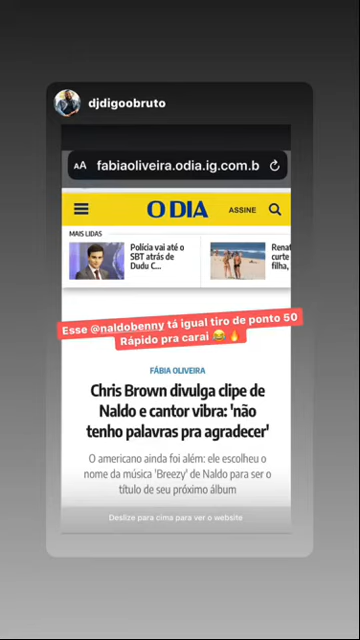 djdigoobruto
AA fabiaoliveira.odia.ig.com.b
O DIA
ASSINE
MAIS LIDAS
Polícia vai até o
SBT atrás de
Dudu C...
Renat
curte
filha,
Esse @naldobenny tá igual tiro de ponto 50
Rápido pra carai 😂🔥
FÁBIA OLIVEIRA
Chris Brown divulga clipe de
Naldo e cantor vibra: 'não
tenho palavras pra agradecer'
O americano ainda foi além: ele escolheu o
nome da música 'Breezy' de Naldo para ser o
título de seu próximo álbum
Deslize para cima para ver o website